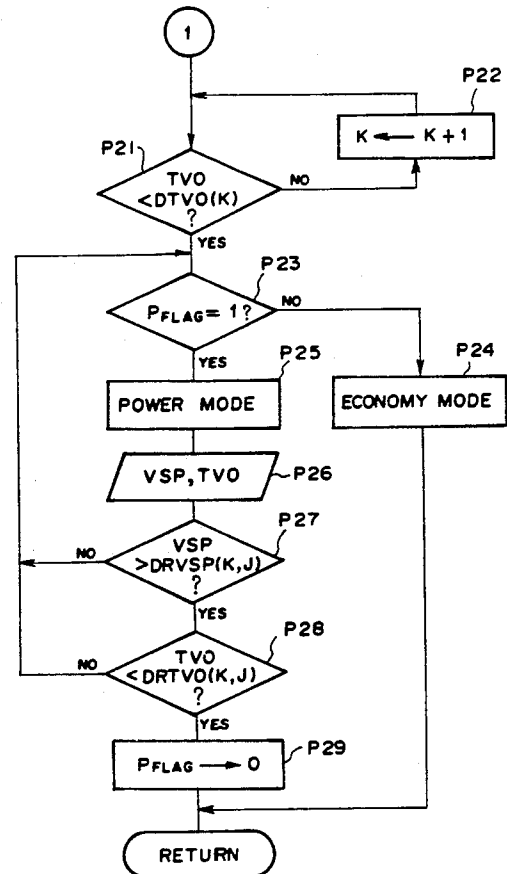 1
P22
K ← K + 1
P21
TVO
<DTVO(K)
?
NO
YES
P23
PFLAG = 1 ?
NO
YES
P25
P24
POWER MODE
ECONOMY MODE
VSP, TVO
P26
P27
VSP
>DRVSP(K,J)
?
NO
YES
P28
TVO
<DRTVO(K,J)
?
NO
YES
P29
PFLAG → 0
RETURN